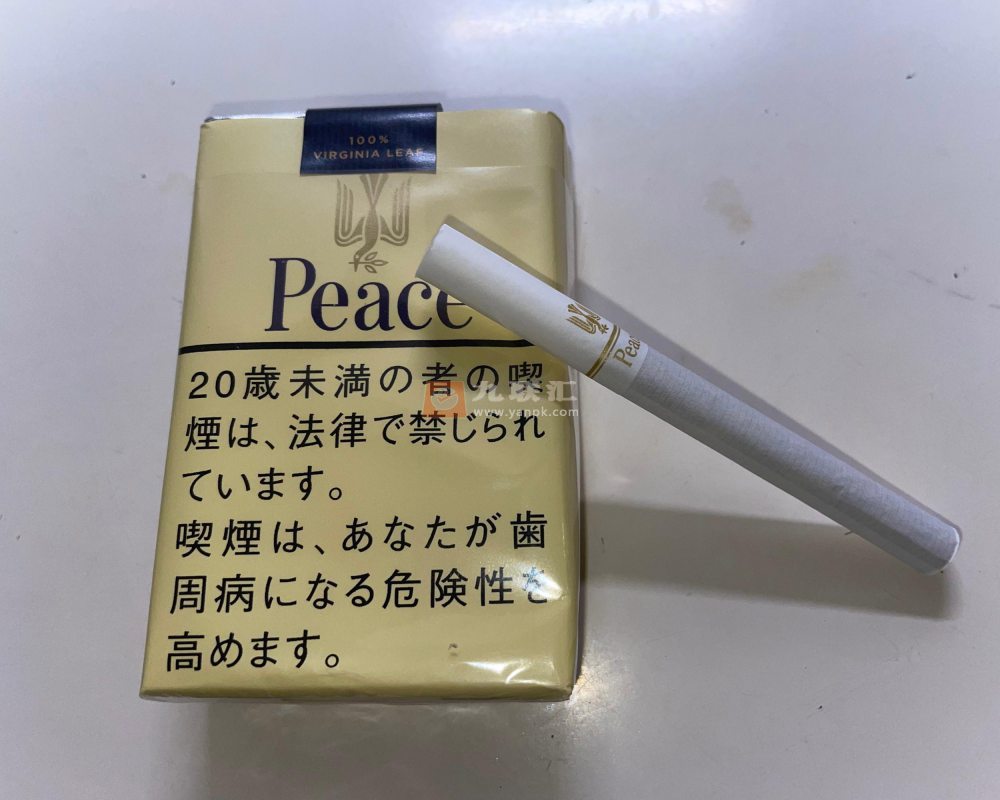 100%
VIRGINIA LEAF
Peace
20歳未満の者の喫
煙は、法律で禁じられ
ています。
喫煙は、あなたが歯
周病になる危険性を
高めます。
九联汇
www.yanpk.com